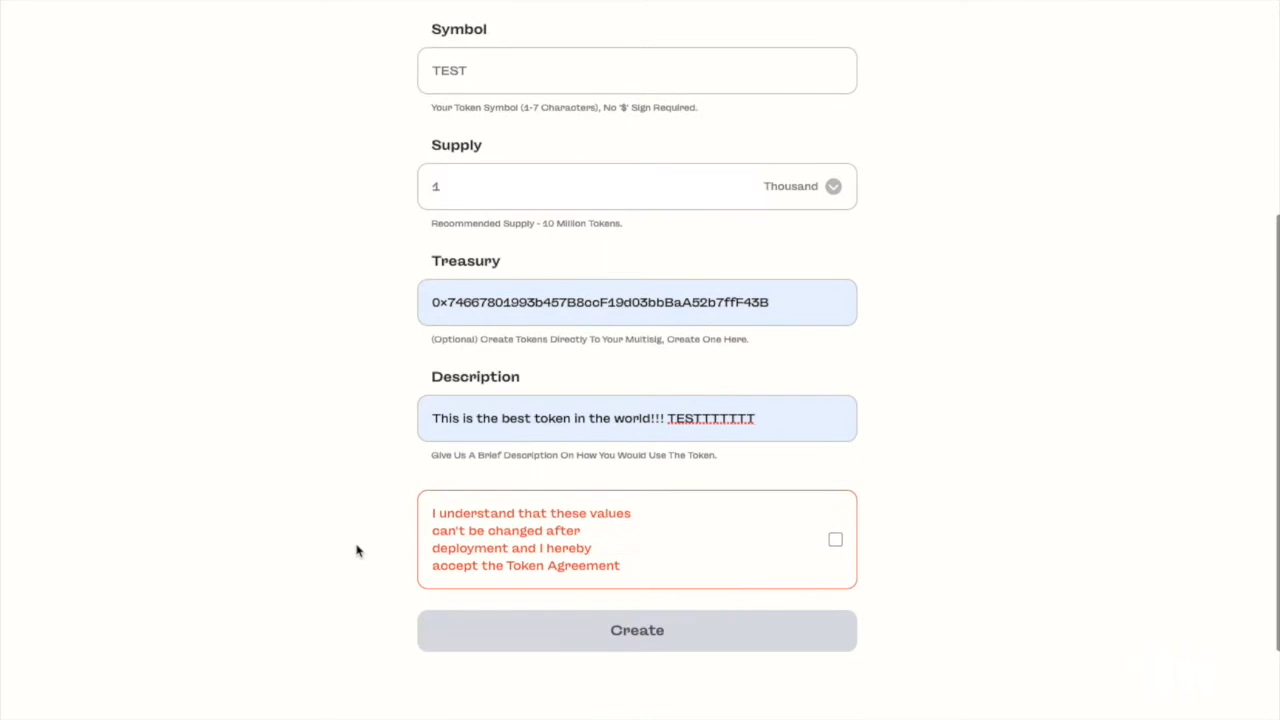 Symbol
TEST
Your Token Symbol (1-7 Characters), No '$' Sign Required.
Supply
1 Thousand
Recommended Supply - 10 Million Tokens.
Treasury
0x74667801993b457B8ccF19d03bbBaA52b7ffF43B
(Optional) Create Tokens Directly To Your Multisig, Create One Here.
Description
This is the best token in the world!!! TESTTTTTTT
Give Us A Brief Description On How You Would Use The Token.
I understand that these values
can't be changed after
deployment and I hereby
accept the Token Agreement
Create